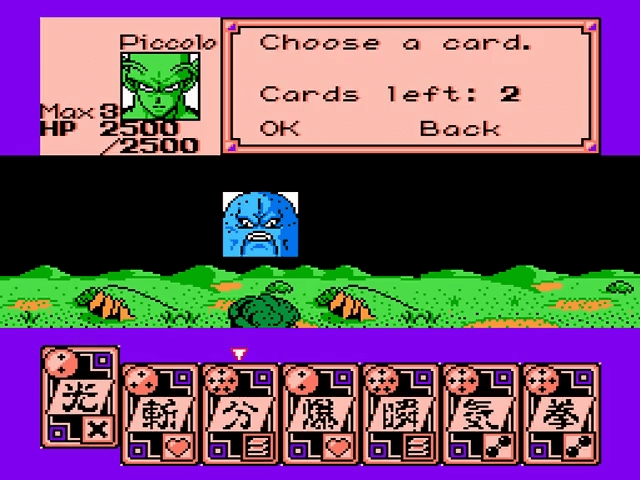 Piccolo
Max 3
HP 2500
/2500
Choose a card.
Cards left: 2
OK Back
光 斬 分 爆 瞬 気 拳